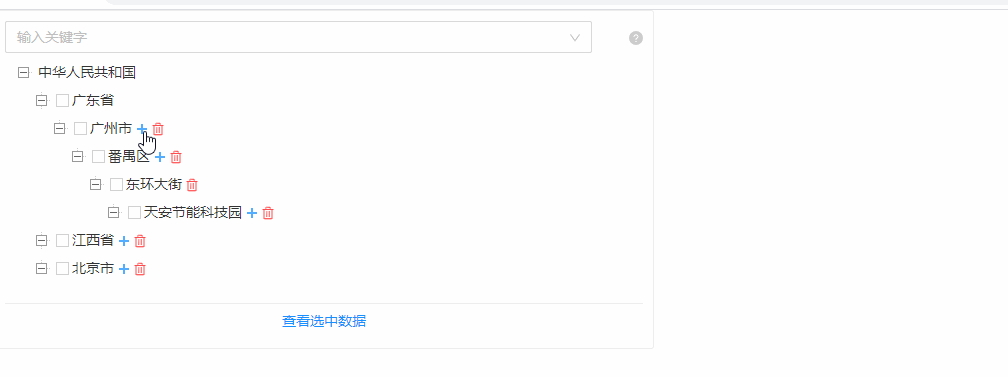 输入关键字
?
中华人民共和国
广东省
广州市
番禺区
东环大街
天安节能科技园
江西省
北京市
查看选中数据